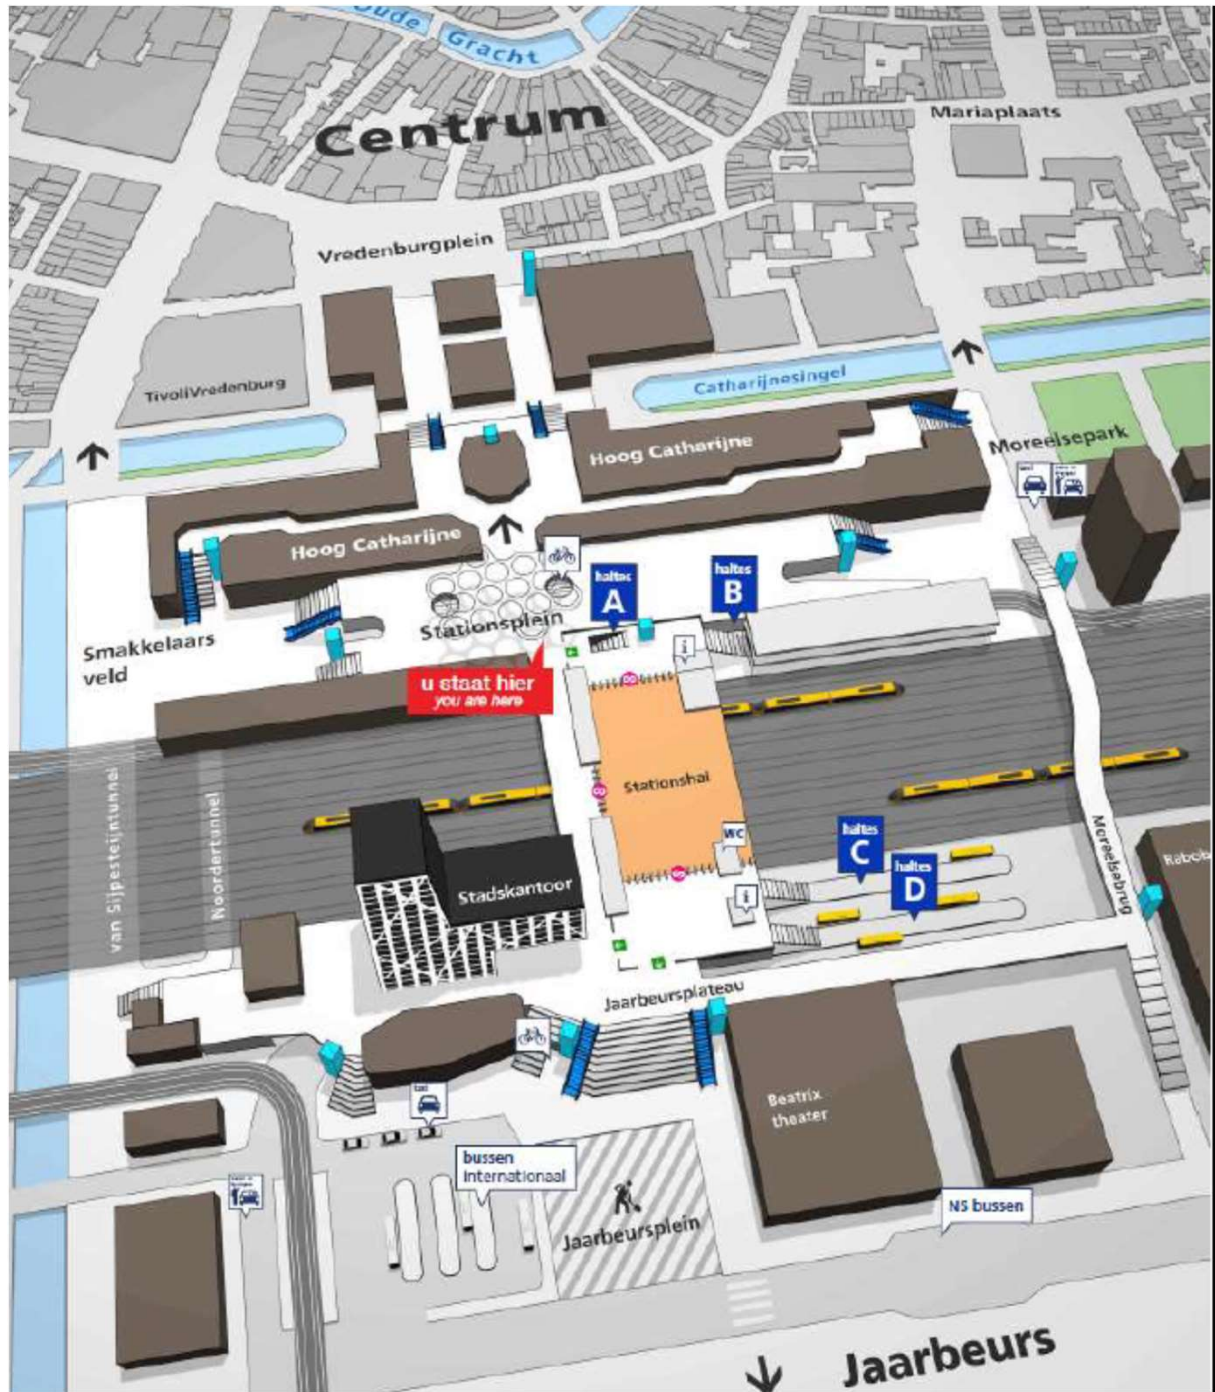 Oude
Gracht
Centrum
Mariaplaats
Vredenburgplein
TivoliVredenburg
Catharijnesingel
Hoog Catharijne
Moreelsepark
taxi
Hoog Catharijne
haltes
A
haltes
B
Stationsplein
Smakkelaars
veld
i
u staat hier
you are here
Stationshal
van Sijpesteijntunnel
Noordertunnel
WC
haltes
C
haltes
D
Moreelsebrug
Stadskantoor
i
Jaarbeursplateau
taxi
Beatrix
theater
bussen
internationaal
Jaarbeursplein
NS bussen
Jaarbeurs